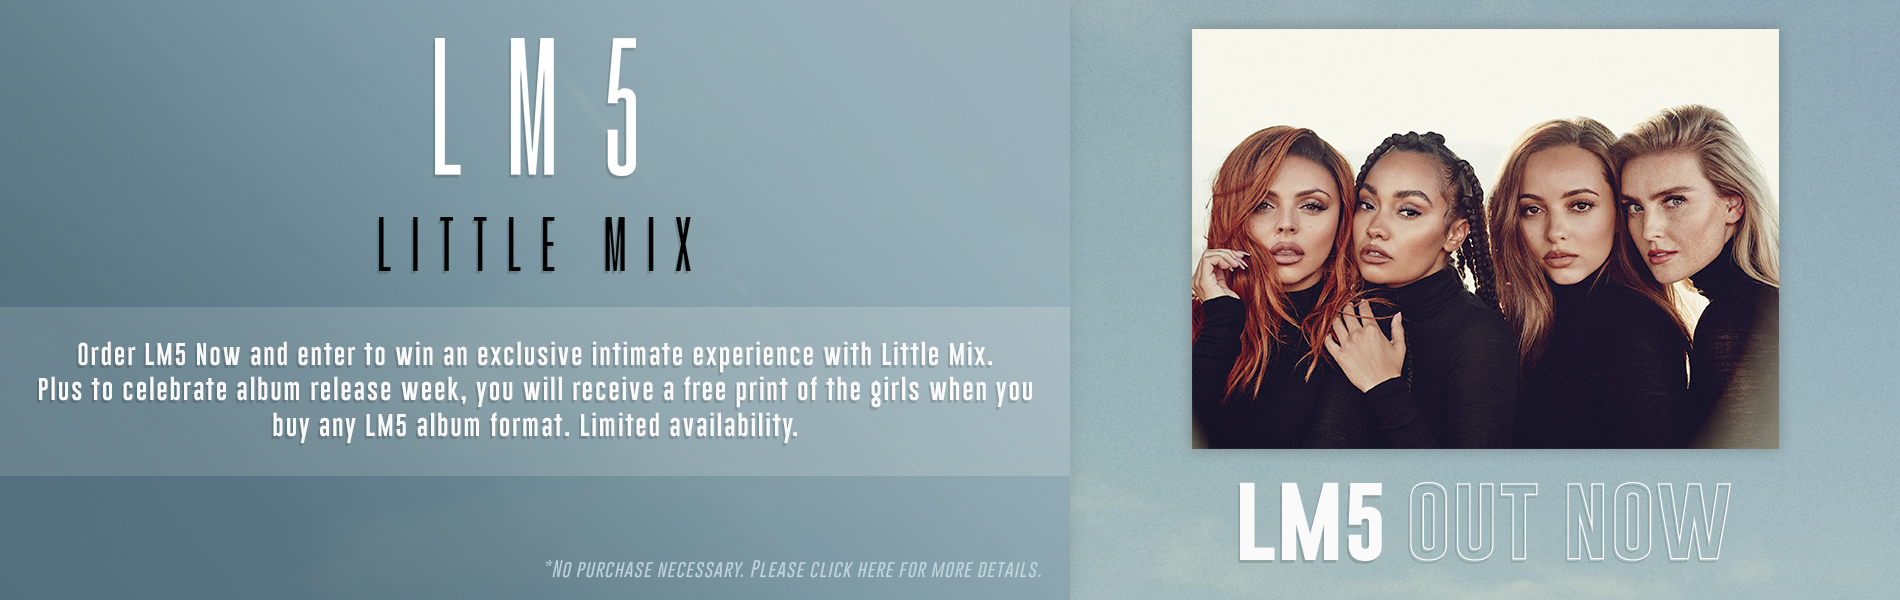 LM5
LITTLE MIX
Order LM5 Now and enter to win an exclusive intimate experience with Little Mix.
Plus to celebrate album release week, you will receive a free print of the girls when you
buy any LM5 album format. Limited availability.
*No purchase necessary. Please click here for more details.
LM5 OUT NOW